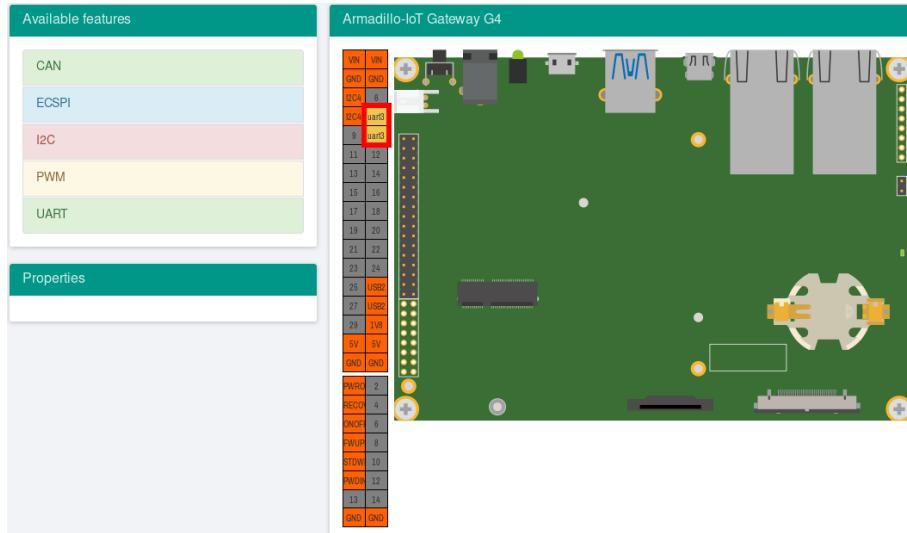 Available features
CAN
ECSPI
I2C
PWM
UART
Properties
Armadillo-IoT Gateway G4
VIN VIN
GND GND
I2C4 6
I2C4 uart3
9 uart3
11 12
13 14
15 16
17 18
19 20
21 22
23 24
25 USB2
27 USB2
29 1V8
5V 5V
GND GND
PWRO 2
RECOV 4
ONOFF 6
FWUP 8
STDW 10
PWDIN 12
13 14
GND GND